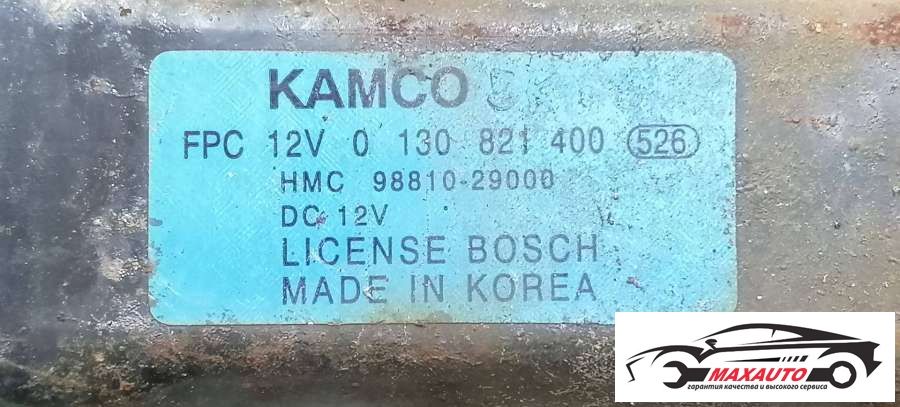 KAMCO
FPC 12V 0 130 821 400 526
HMC 98810-29000
DC 12V
LICENSE BOSCH
MADE IN KOREA
MAXAUTO
гарантия качества и высокого сервиса